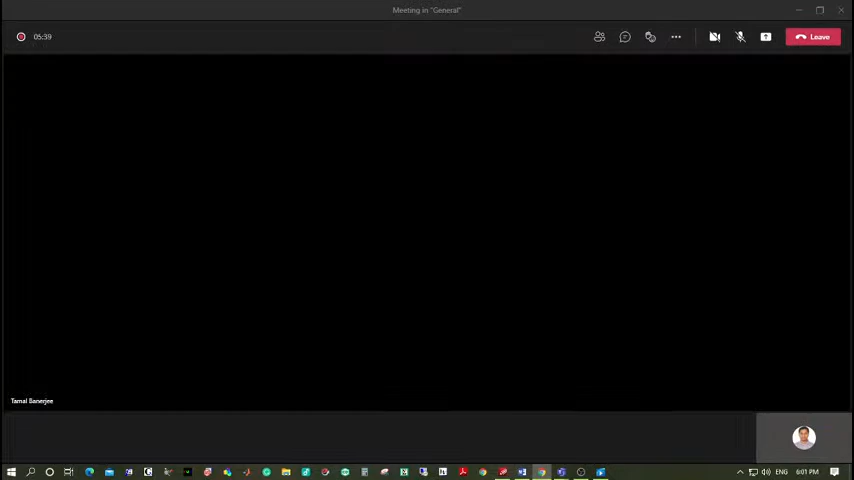 Meeting in "General"
05:39
Leave
Tamal Banerjee
ENG
6:01 PM